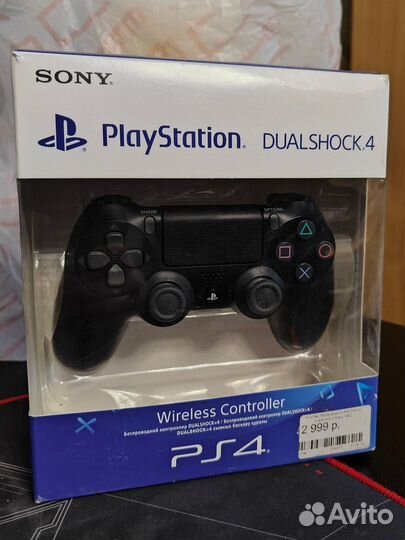 SONY
PlayStation DUALSHOCK 4
SHARE
OPTIONS
Wireless Controller
Беспроводной контроллер DUALSHOCK 4 / Безпровідний контролер DUALSHOCK 4 /
DUALSHOCK 4 сымсыз басқару құралы
PS4
2 999 р.
Avito